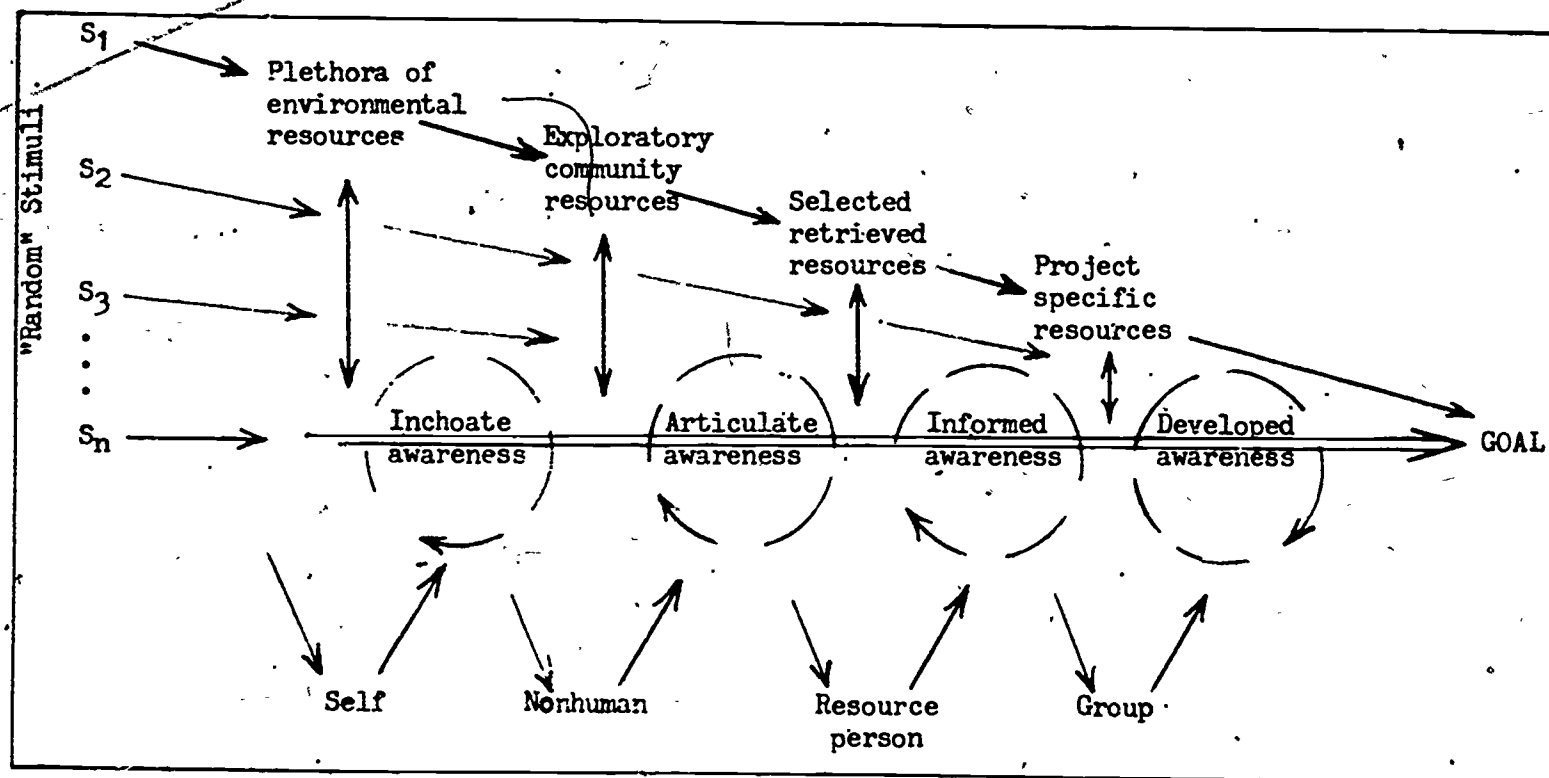 "Random" Stimuli
S1
S2
S3
Sn
Plethora of
environmental
resources
Exploratory
community
resources
Selected
retrieved
resources
Project
specific
resources
Inchoate
awareness
Articulate
awareness
Informed
awareness
Developed
awareness
GOAL
Self
Nonhuman
Resource
person
Group